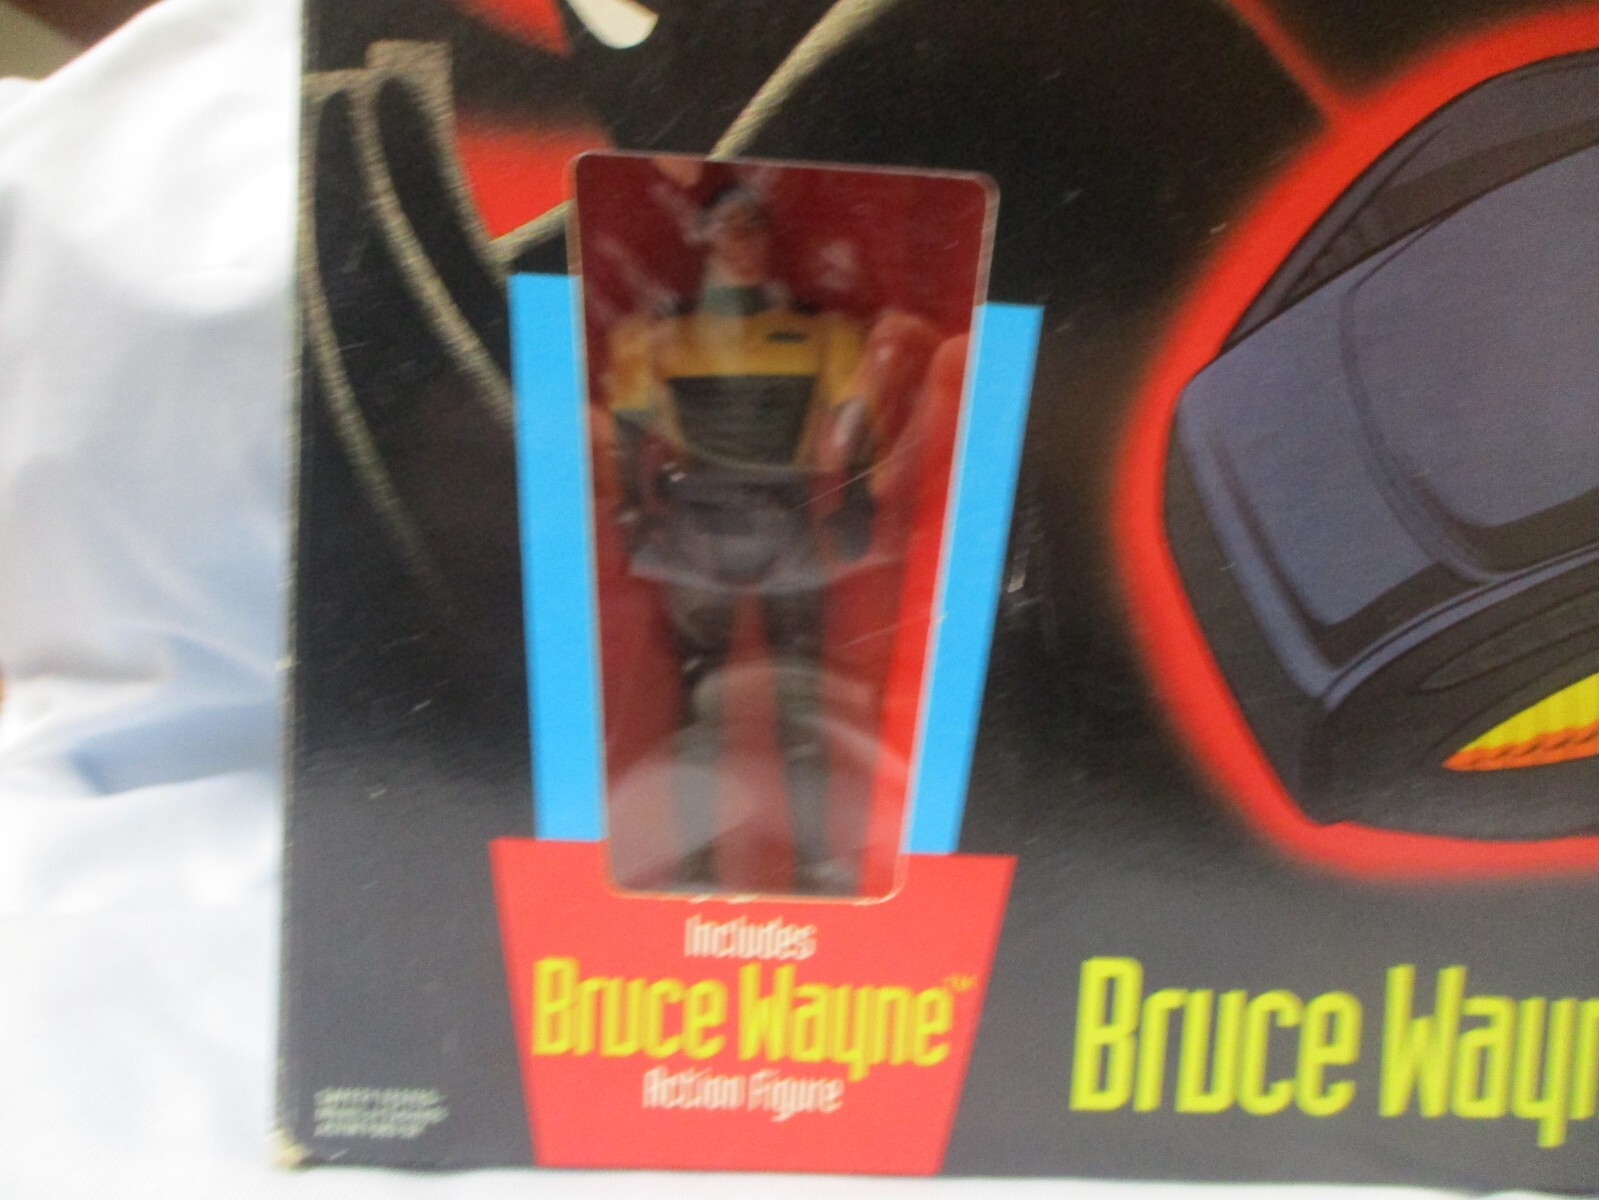 Includes
Bruce Wayne™
Action Figure
Bruce Wayn